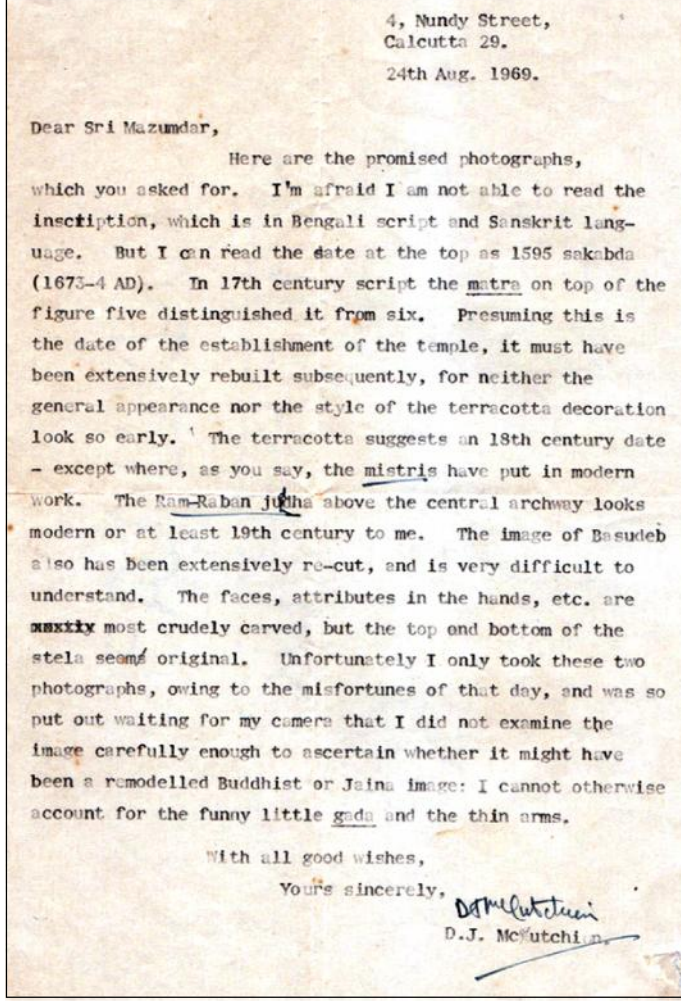 4, Nundy Street,
Calcutta 29.
24th Aug. 1969.
Dear Sri Mazumdar,
Here are the promised photographs,
which you asked for. I'm afraid I am not able to read the
insctiption, which is in Bengali script and Sanskrit lang-
uage. But I can read the date at the top as 1595 sakabda
(1673-4 AD). In 17th century script the matra on top of the
figure five distinguished it from six. Presuming this is
the date of the establishment of the temple, it must have
been extensively rebuilt subsequently, for neither the
general appearance nor the style of the terracotta decoration
look so early. The terracotta suggests an 18th century date
- except where, as you say, the mistris have put in modern
work. The Ram-Raban judha above the central archway looks
modern or at least 19th century to me. The image of Basudeb
also has been extensively re-cut, and is very difficult to
understand. The faces, attributes in the hands, etc. are
most crudely carved, but the top and bottom of the
stela seem original. Unfortunately I only took these two
photographs, owing to the misfortunes of that day, and was so
put out waiting for my camera that I did not examine the
image carefully enough to ascertain whether it might have
been a remodelled Buddhist or Jaina image: I cannot otherwise
account for the funny little gada and the thin arms.
With all good wishes,
Yours sincerely,
DJMcCutchion
D.J. McCutchion.